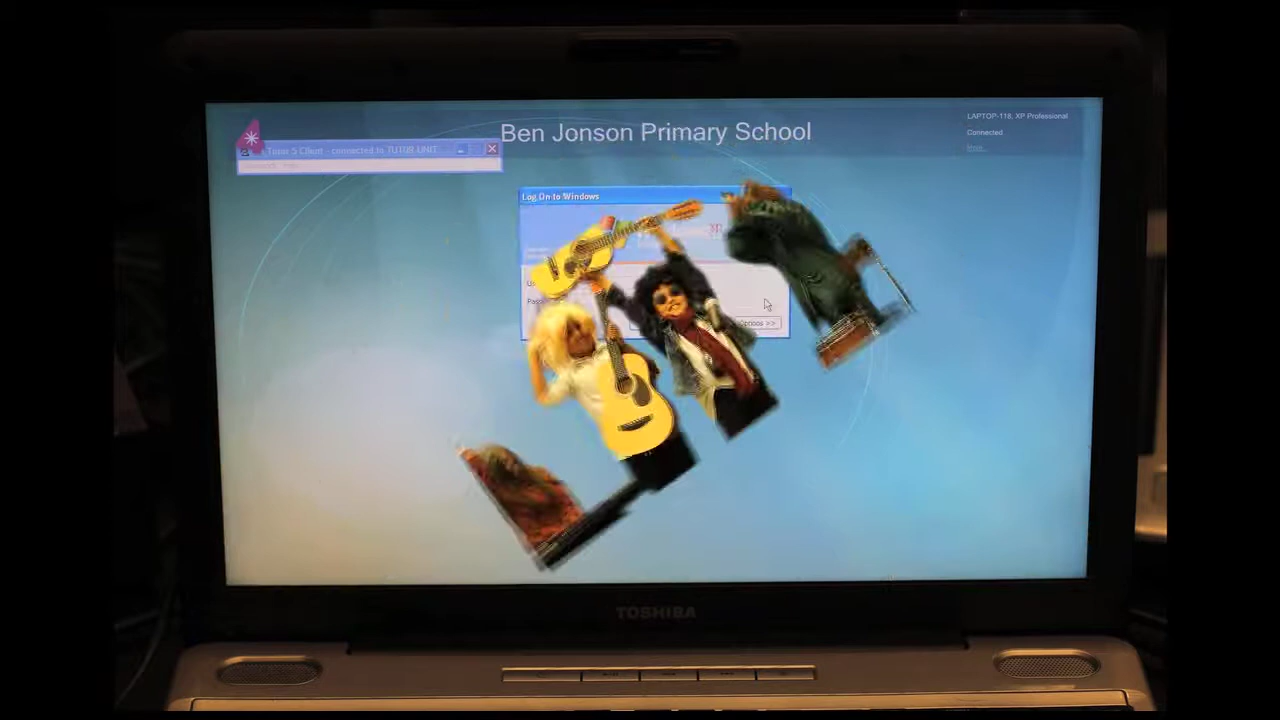 Ben Jonson Primary School
LAPTOP-118, XP Professional
Connected
Tutor 5 Client - connected to TUTOR UNIT
Log On to Windows
Options >>
TOSHIBA